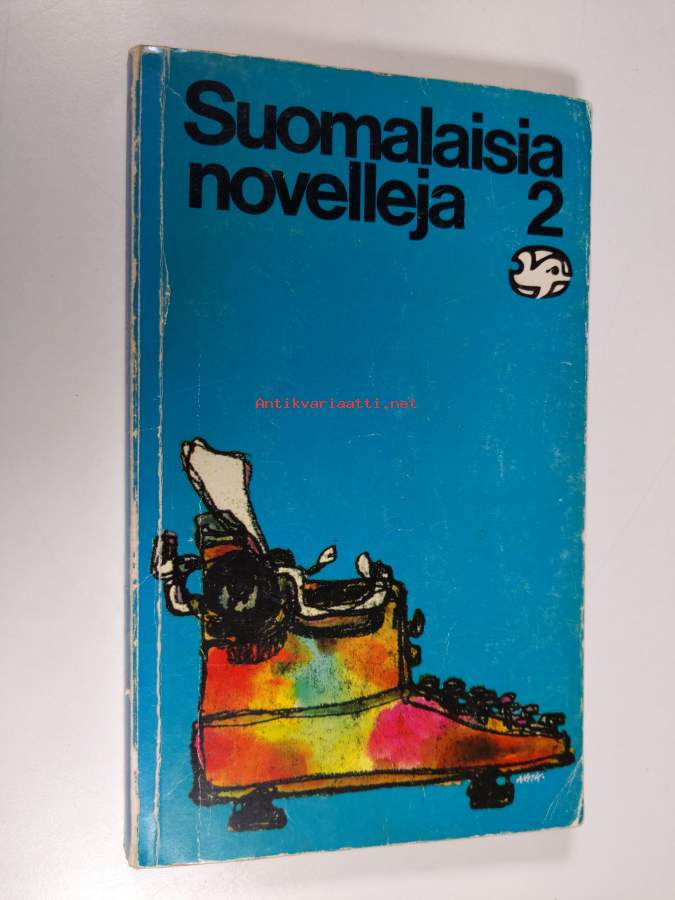 Suomalaisia
novelleja 2
Antikvariaatti.net